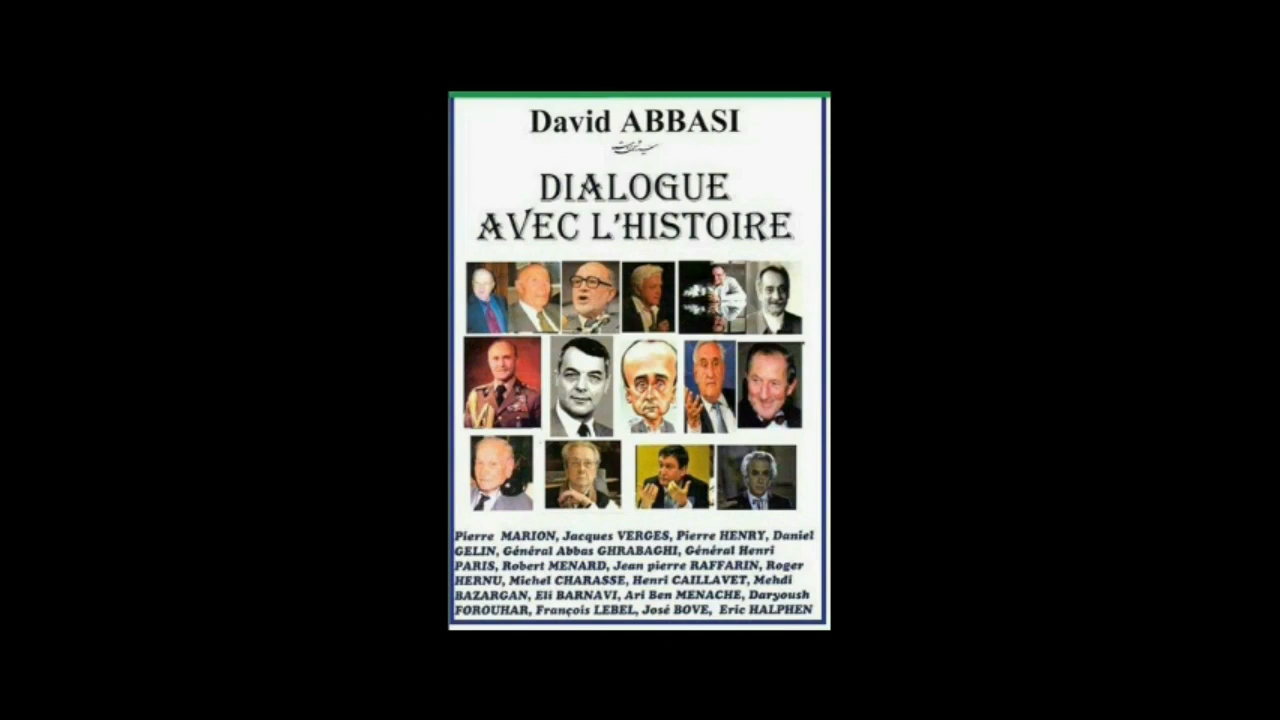 David ABBASI
DIALOGUE
AVEC L'HISTOIRE
Pierre MARION, Jacques VERGES, Pierre HENRY, Daniel
GELIN, Général Abbas GHRABAGHI, Général Henri
PARIS, Robert MENARD, Jean pierre RAFFARIN, Roger
HERNU, Michel CHARASSE, Henri CAILLAVET, Mehdi
BAZARGAN, Eli BARNAVI, Ari Ben MENACHE, Daryoush
FOROUHAR, François LEBEL, José BOVE, Eric HALPHEN